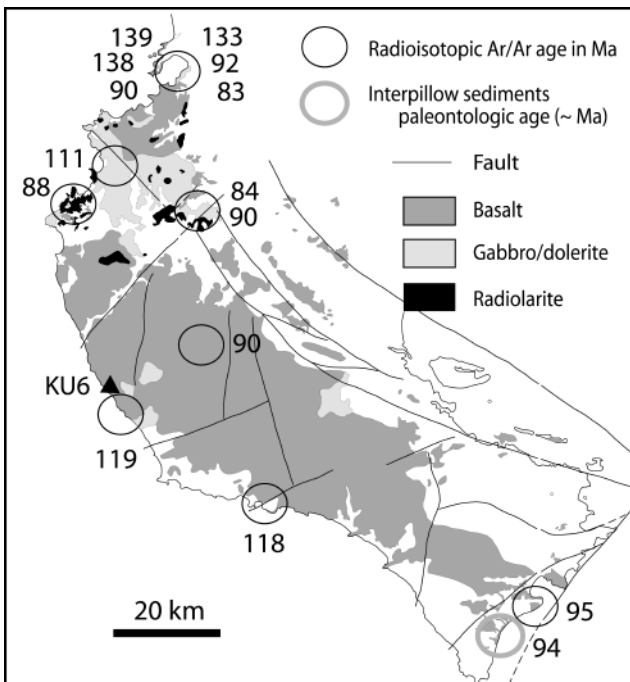 139 133
138 92
90 83
Radioisotopic Ar/Ar age in Ma
Interpillow sediments
paleontologic age (~ Ma)
111
Fault
88
84
90
Basalt
Gabbro/dolerite
Radiolarite
90
KU6
119
118
20 km
95
94